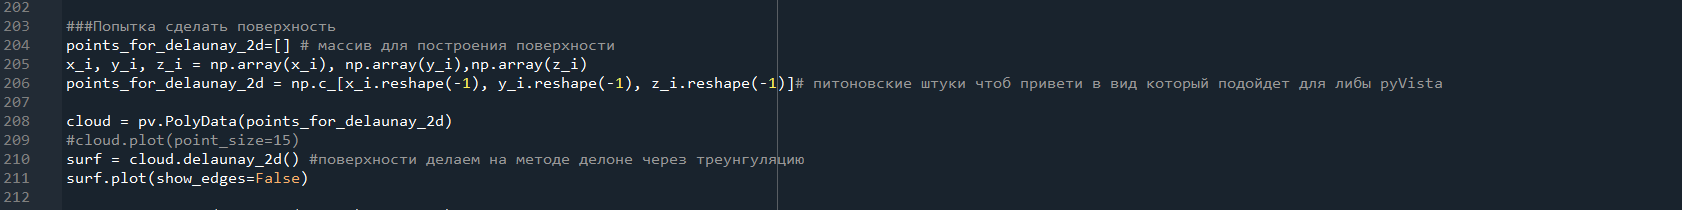 202
203 ###Попытка сделать поверхность
204 points_for_delaunay_2d=[] # массив для построения поверхности
205 x_i, y_i, z_i = np.array(x_i), np.array(y_i),np.array(z_i)
206 points_for_delaunay_2d = np.c_[x_i.reshape(-1), y_i.reshape(-1), z_i.reshape(-1)]# питоновские штуки чтоб привети в вид который подойдет для либы pyVista
207
208 cloud = pv.PolyData(points_for_delaunay_2d)
209 #cloud.plot(point_size=15)
210 surf = cloud.delaunay_2d() #поверхности делаем на методе делоне через треунгуляцию
211 surf.plot(show_edges=False)
212